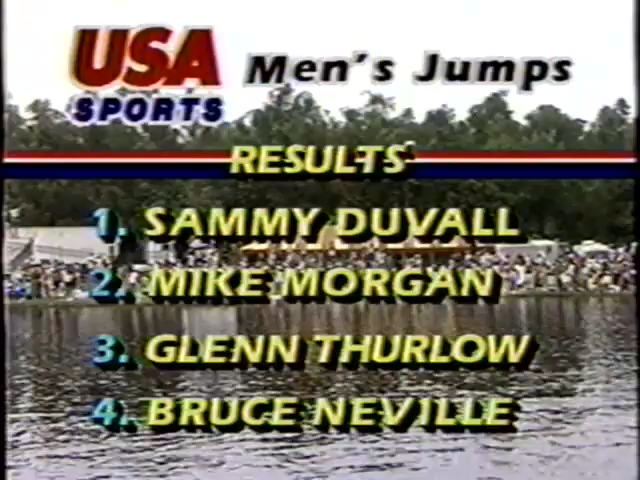 USA Men's Jumps
SPORTS
RESULTS
1. SAMMY DUVALL
2. MIKE MORGAN
3. GLENN THURLOW
4. BRUCE NEVILLE